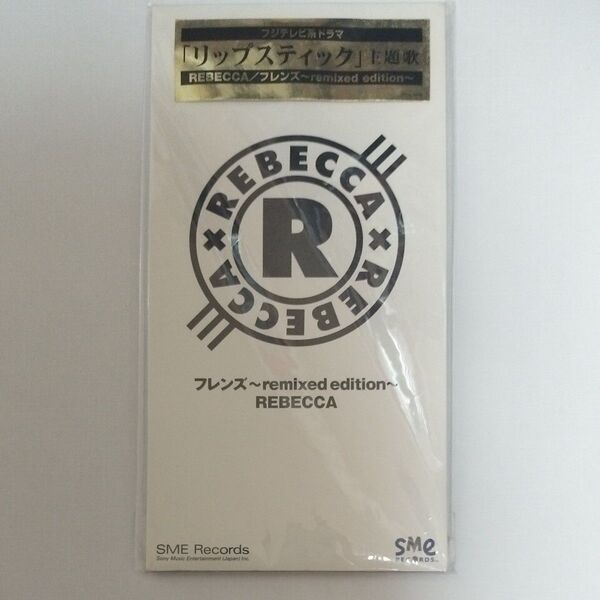 フジテレビ系ドラマ
「リップスティック」主題歌
REBECCA/フレンズ〜remixed edition〜
REBECCA × REBECCA ×
R
フレンズ〜remixed edition〜
REBECCA
SME Records
Sony Music Entertainment (Japan) Inc.
SMe
RECORDS